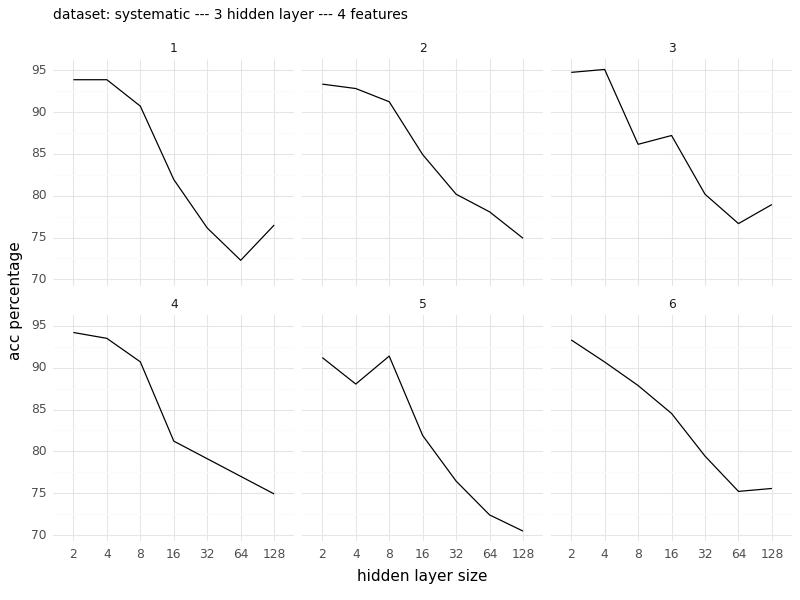 dataset: systematic --- 3 hidden layer --- 4 features
1 2 3
95
90
85
80
75
70
4 5 6
95
90
85
80
75
70
acc percentage
2 4 8 16 32 64 128 2 4 8 16 32 64 128 2 4 8 16 32 64 128
hidden layer size